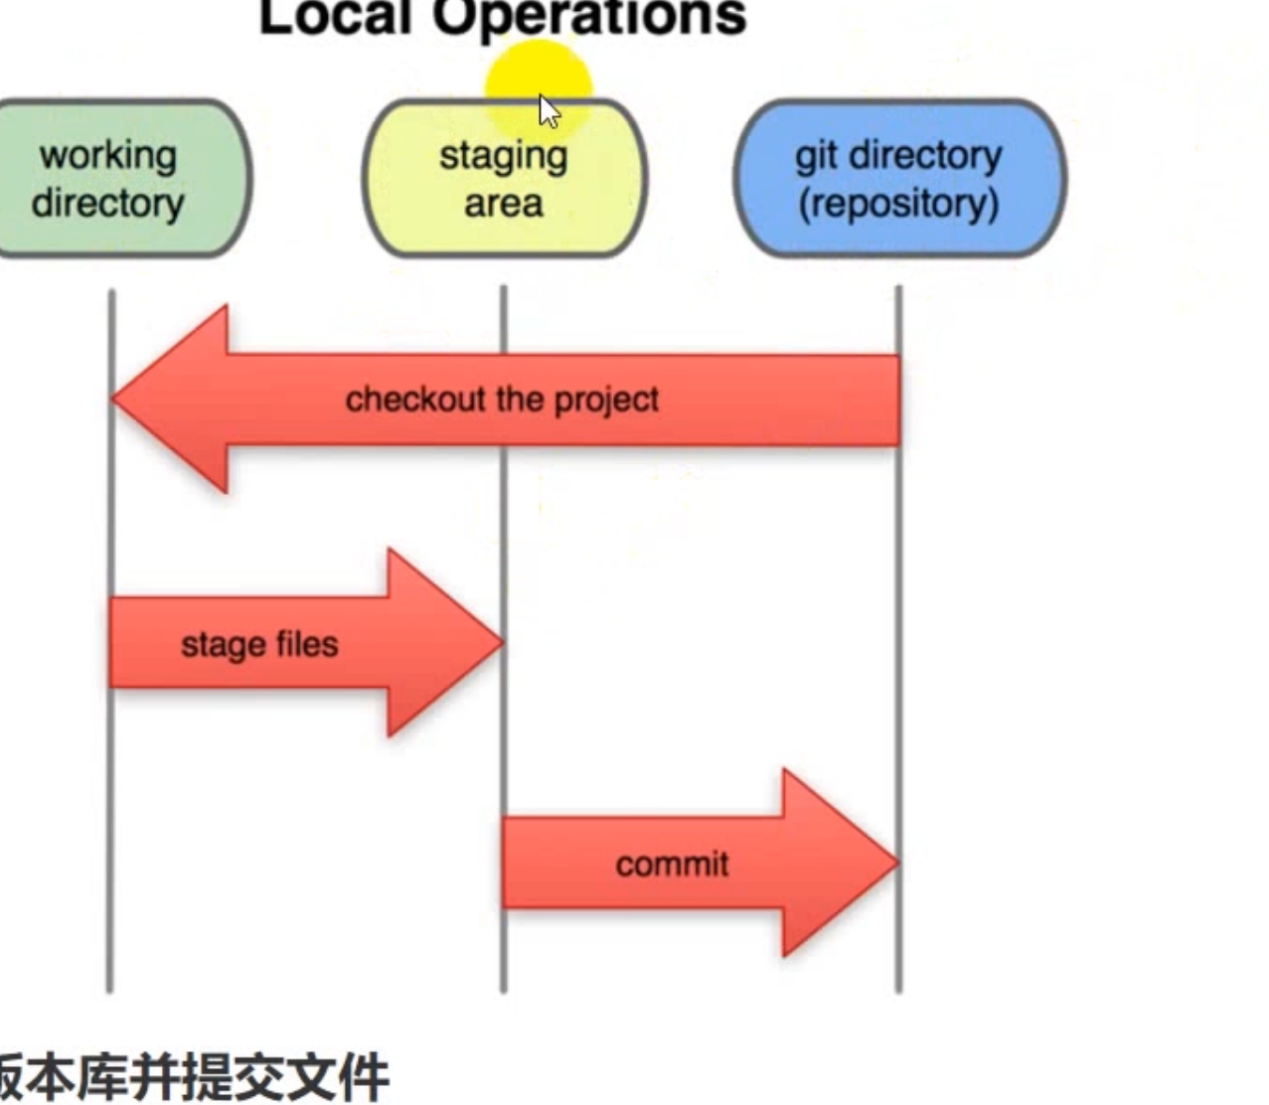 Local Operations
working
directory
staging
area
git directory
(repository)
checkout the project
stage files
commit
版本库并提交文件